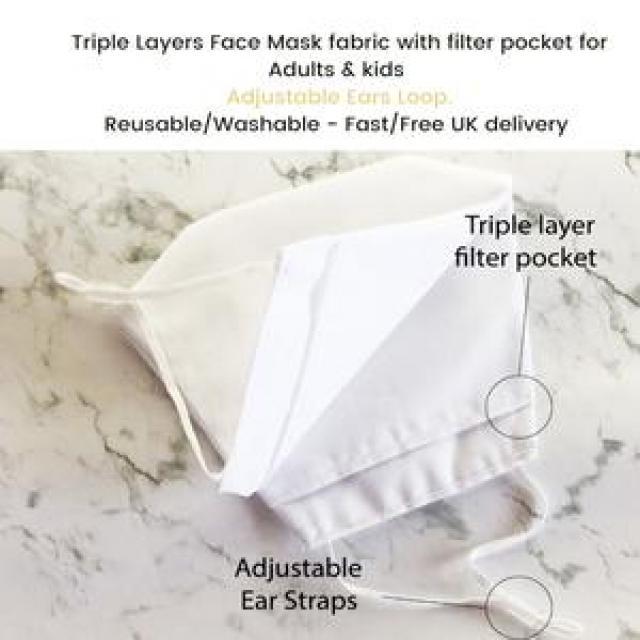 Triple Layers Face Mask fabric with filter pocket for
Adults & kids
Adjustable Ears Loop.
Reusable/Washable - Fast/Free UK delivery
Triple layer
filter pocket
Adjustable
Ear Straps